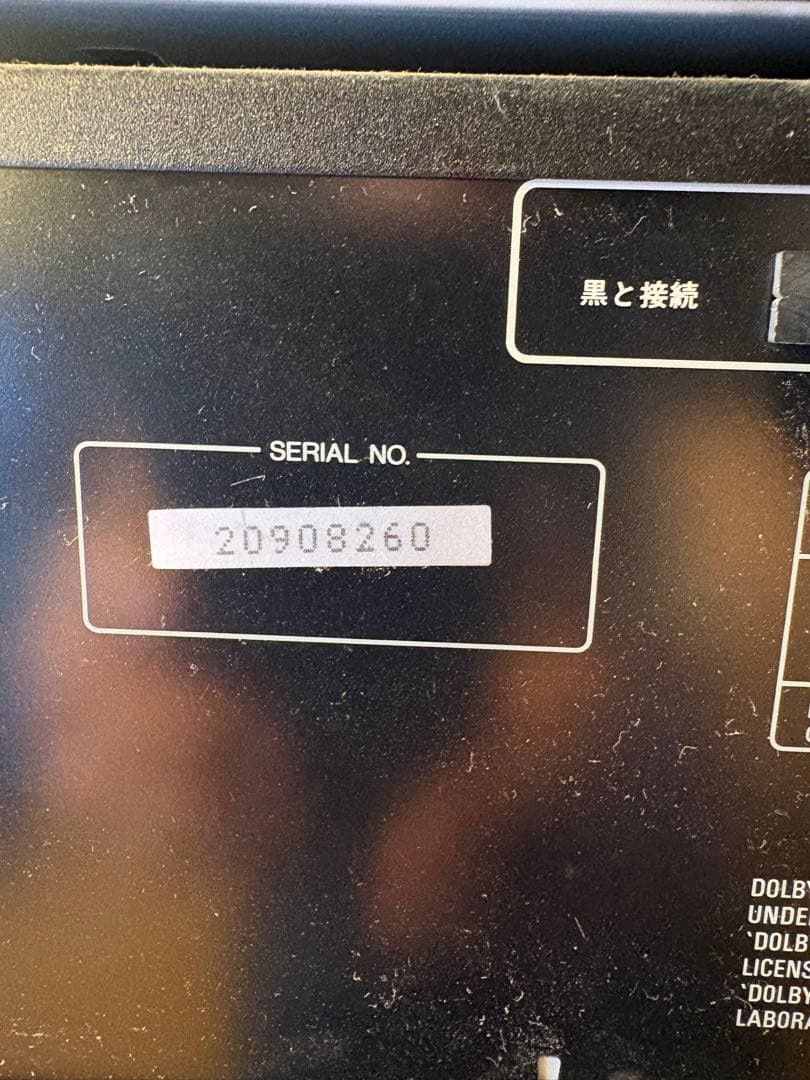 黒と接続
SERIAL NO.
20908260
DOLBY
UNDE
"DOLB
LICENS
"DOLBY
LABORA